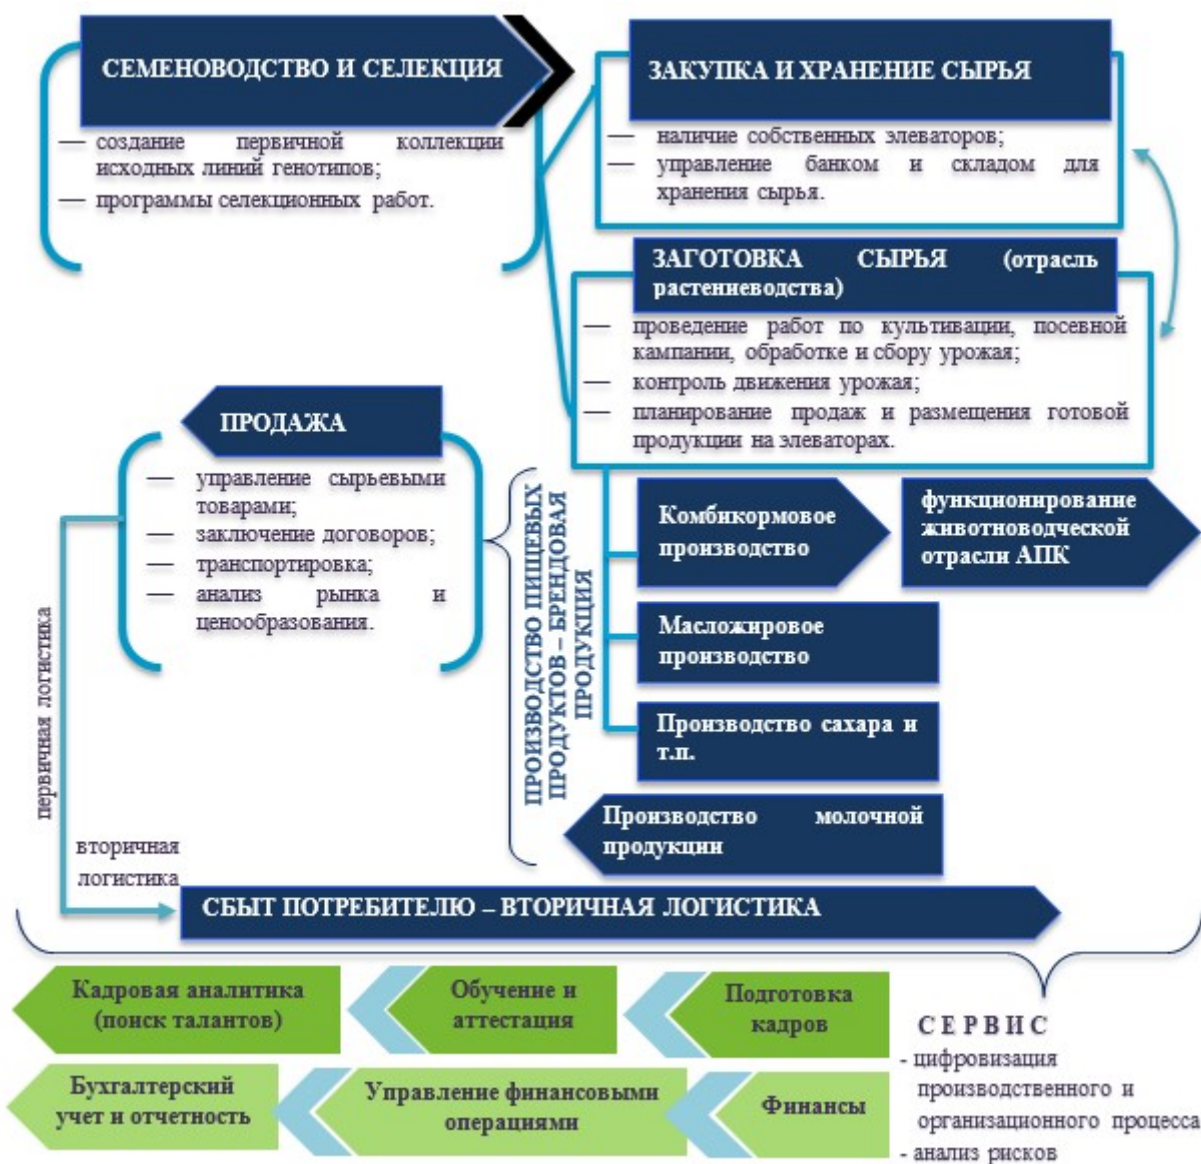 СЕМЕНОВОДСТВО И СЕЛЕКЦИЯ
— создание первичной коллекции
исходных линий генотипов;
— программы селекционных работ.
ЗАКУПКА И ХРАНЕНИЕ СЫРЬЯ
— наличие собственных элеваторов;
— управление банком и складом для
хранения сырья.
ЗАГОТОВКА СЫРЬЯ (отрасль
растениеводства)
— проведение работ по культивации, посевной
кампании, обработке и сбору урожая;
— контроль движения урожая;
— планирование продаж и размещения готовой
продукции на элеваторах.
ПРОДАЖА
— управление сырьевыми
товарами;
— заключение договоров;
— транспортировка;
— анализ рынка и
ценообразования.
ПРОИЗВОДСТВО ПИЩЕВЫХ
ПРОДУКТОВ – БРЕНДОВАЯ
ПРОДУКЦИЯ
Комбикормовое
производство
функционирование
животноводческой
отрасли АПК
Масложировое
производство
Производство сахара и
т.п.
Производство молочной
продукции
первичная логистика
вторичная
логистика
СБЫТ ПОТРЕБИТЕЛЮ – ВТОРИЧНАЯ ЛОГИСТИКА
Кадровая аналитика
(поиск талантов)
Обучение и
аттестация
Подготовка
кадров
Бухгалтерский
учет и отчетность
Управление финансовыми
операциями
Финансы
СЕРВИС
- цифровизация
производственного и
организационного процесса
- анализ рисков